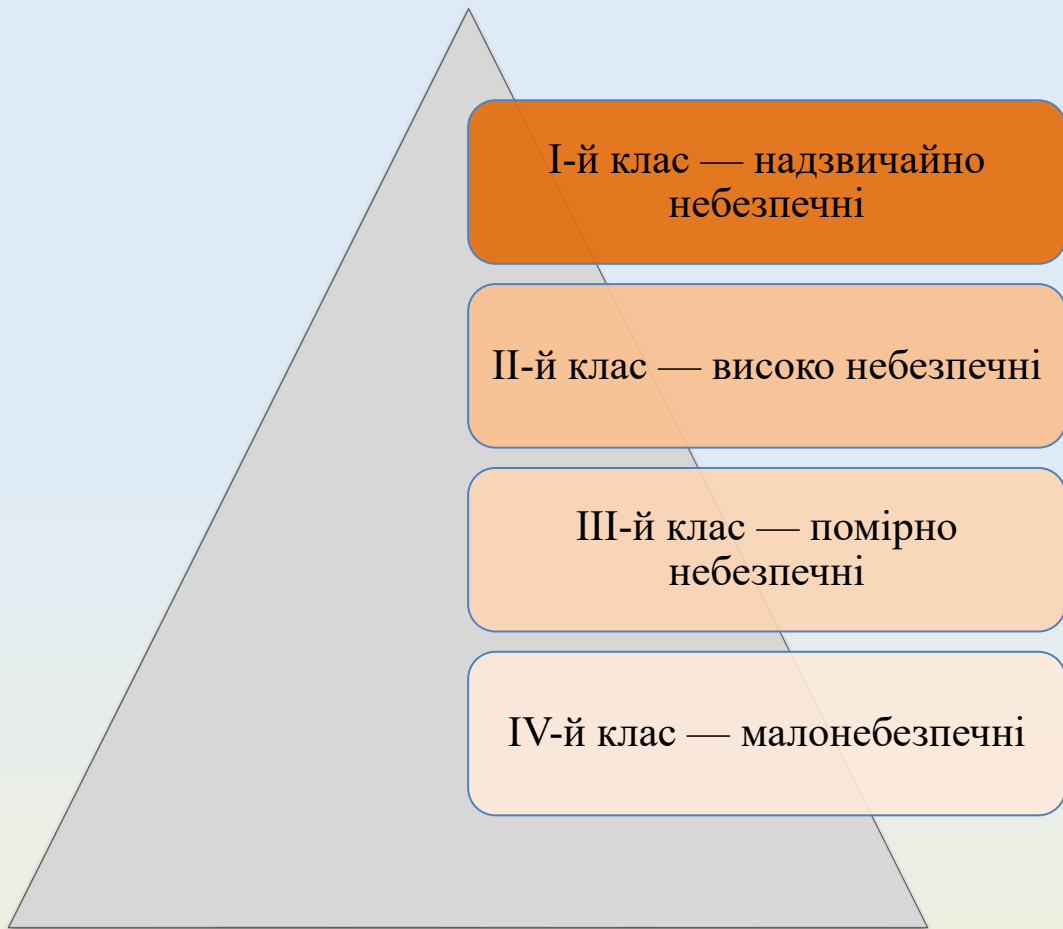 І-й клас — надзвичайно
небезпечні
ІІ-й клас — високо небезпечні
ІІІ-й клас — помірно
небезпечні
IV-й клас — малонебезпечні